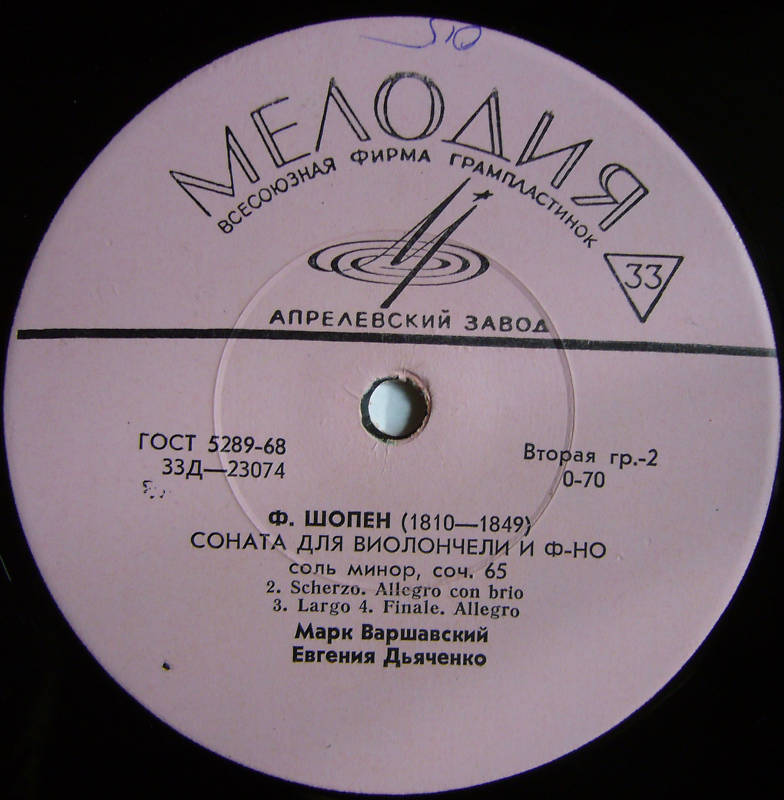 МЕЛОДИЯ
ВСЕСОЮЗНАЯ ФИРМА ГРАМПЛАСТИНОК
33
АПРЕЛЕВСКИЙ ЗАВОД
ГОСТ 5289-68
33Д—23074
Вторая гр.-2
0-70
Ф. ШОПЕН (1810—1849)
СОНАТА ДЛЯ ВИОЛОНЧЕЛИ И Ф-НО
соль минор, соч. 65
2. Scherzo. Allegro con brio
3. Largo 4. Finale. Allegro
Марк Варшавский
Евгения Дьяченко